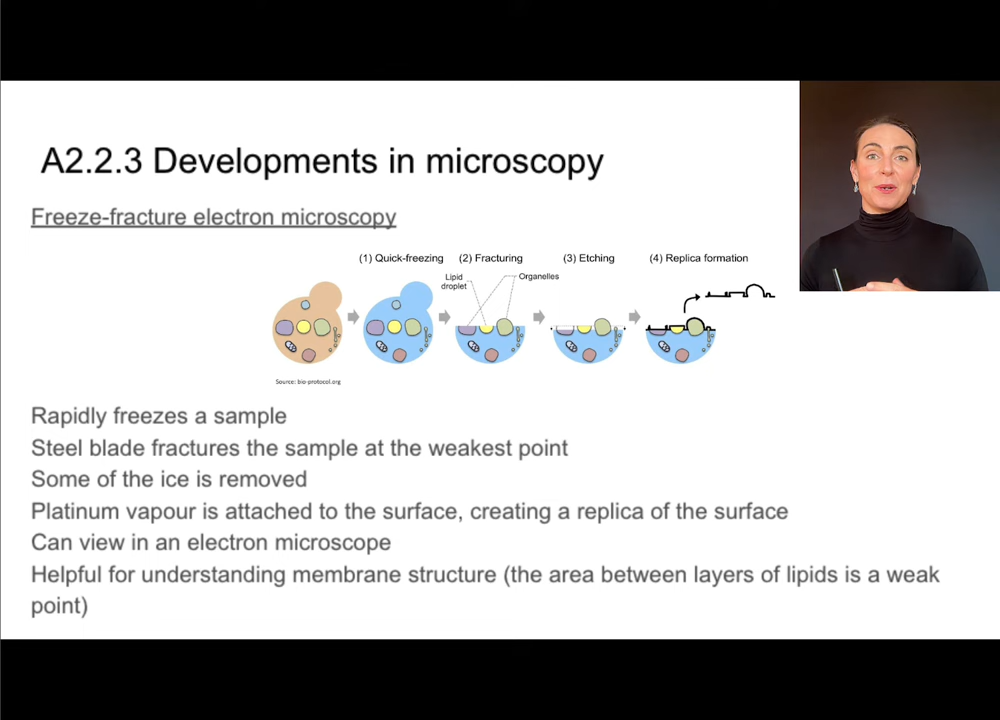 A2.2.3 Developments in microscopy
Freeze-fracture electron microscopy
(1) Quick-freezing (2) Fracturing (3) Etching (4) Replica formation
Lipid
droplet
Organelles
Source: bio-protocol.org
Rapidly freezes a sample
Steel blade fractures the sample at the weakest point
Some of the ice is removed
Platinum vapour is attached to the surface, creating a replica of the surface
Can view in an electron microscope
Helpful for understanding membrane structure (the area between layers of lipids is a weak
point)